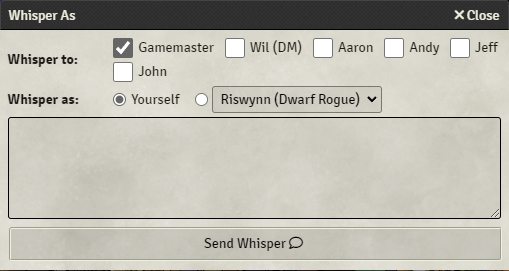 Whisper As
Close
Whisper to:
Gamemaster Wil (DM) Aaron Andy Jeff
John
Whisper as:
Yourself Riswynn (Dwarf Rogue)
Send Whisper